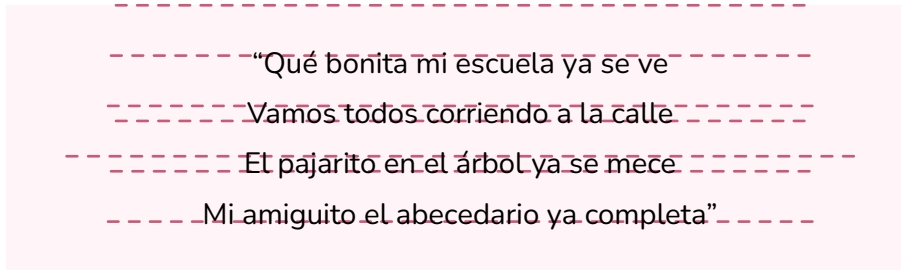 “Qué bonita mi escuela ya se ve
Vamos todos corriendo a la calle
El pajarito en el árbol ya se mece
Mi amiguito el abecedario ya completa”